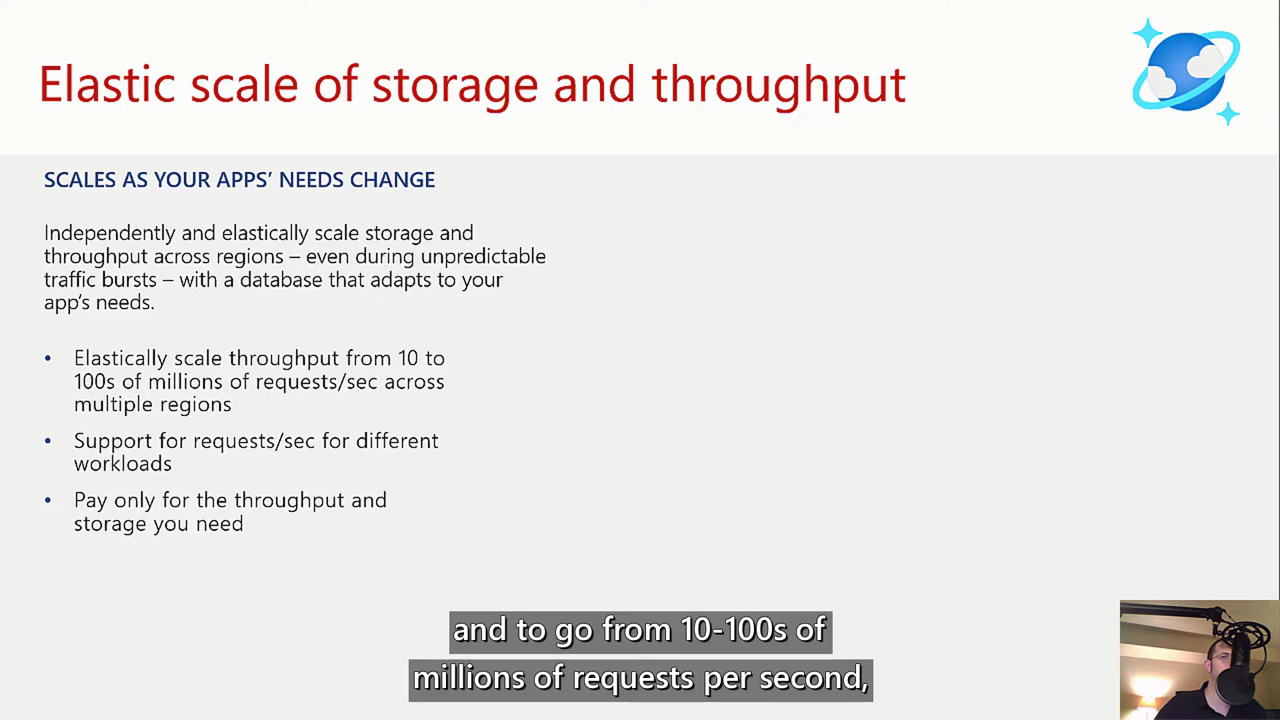 Elastic scale of storage and throughput
SCALES AS YOUR APPS’ NEEDS CHANGE
Independently and elastically scale storage and
throughput across regions – even during unpredictable
traffic bursts – with a database that adapts to your
app’s needs.
• Elastically scale throughput from 10 to
100s of millions of requests/sec across
multiple regions
• Support for requests/sec for different
workloads
• Pay only for the throughput and
storage you need
and to go from 10-100s of
millions of requests per second,